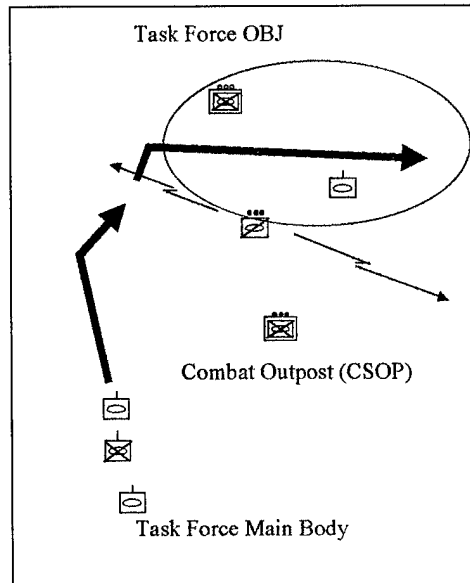 Task Force OBJ
Combat Outpost (CSOP)
Task Force Main Body